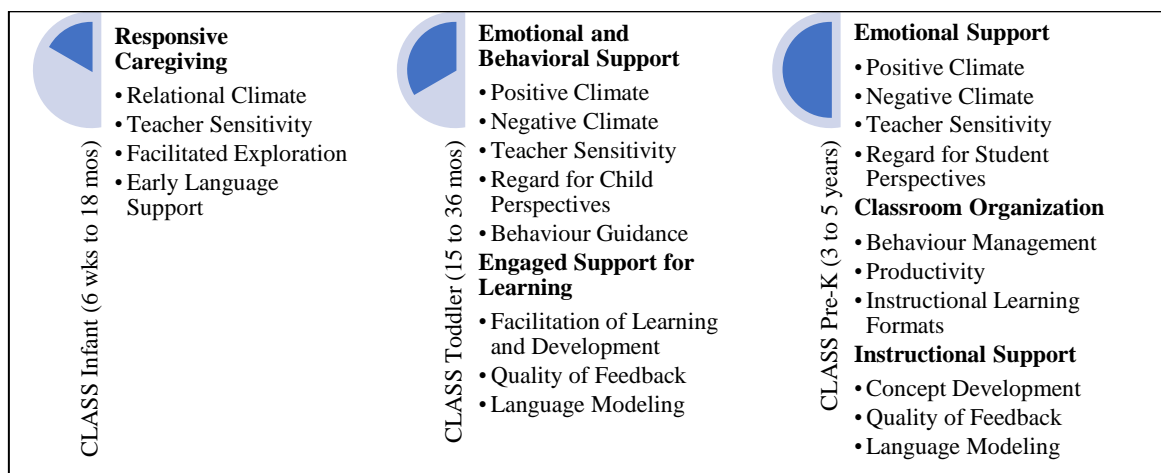 CLASS Infant (6 wks to 18 mos)
Responsive
Caregiving
• Relational Climate
• Teacher Sensitivity
• Facilitated Exploration
• Early Language
Support
CLASS Toddler (15 to 36 mos)
Emotional and
Behavioral Support
• Positive Climate
• Negative Climate
• Teacher Sensitivity
• Regard for Child
Perspectives
• Behaviour Guidance
Engaged Support for
Learning
• Facilitation of Learning
and Development
• Quality of Feedback
• Language Modeling
CLASS Pre-K (3 to 5 years)
Emotional Support
• Positive Climate
• Negative Climate
• Teacher Sensitivity
• Regard for Student
Perspectives
Classroom Organization
• Behaviour Management
• Productivity
• Instructional Learning
Formats
Instructional Support
• Concept Development
• Quality of Feedback
• Language Modeling